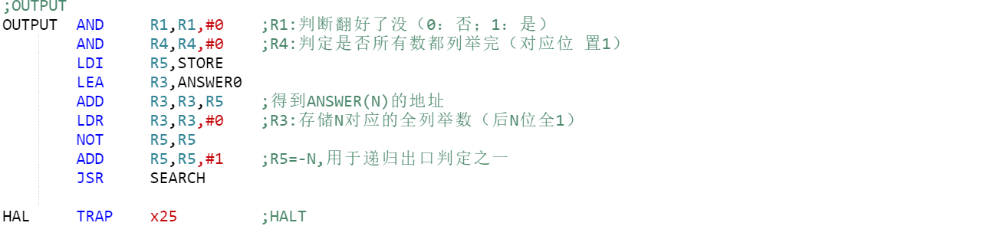 ;OUTPUT
OUTPUT AND R1,R1,#0 ;R1:判断翻好了没（0: 否；1: 是）
AND R4,R4,#0 ;R4:判定是否所有数都列举完（对应位 置1）
LDI R5,STORE
LEA R3,ANSWER0
ADD R3,R3,R5 ;得到ANSWER(N)的地址
LDR R3,R3,#0 ;R3:存储N对应的全列举数（后N位全1）
NOT R5,R5
ADD R5,R5,#1 ;R5=-N,用于递归出口判定之一
JSR SEARCH
HAL TRAP x25 ;HALT